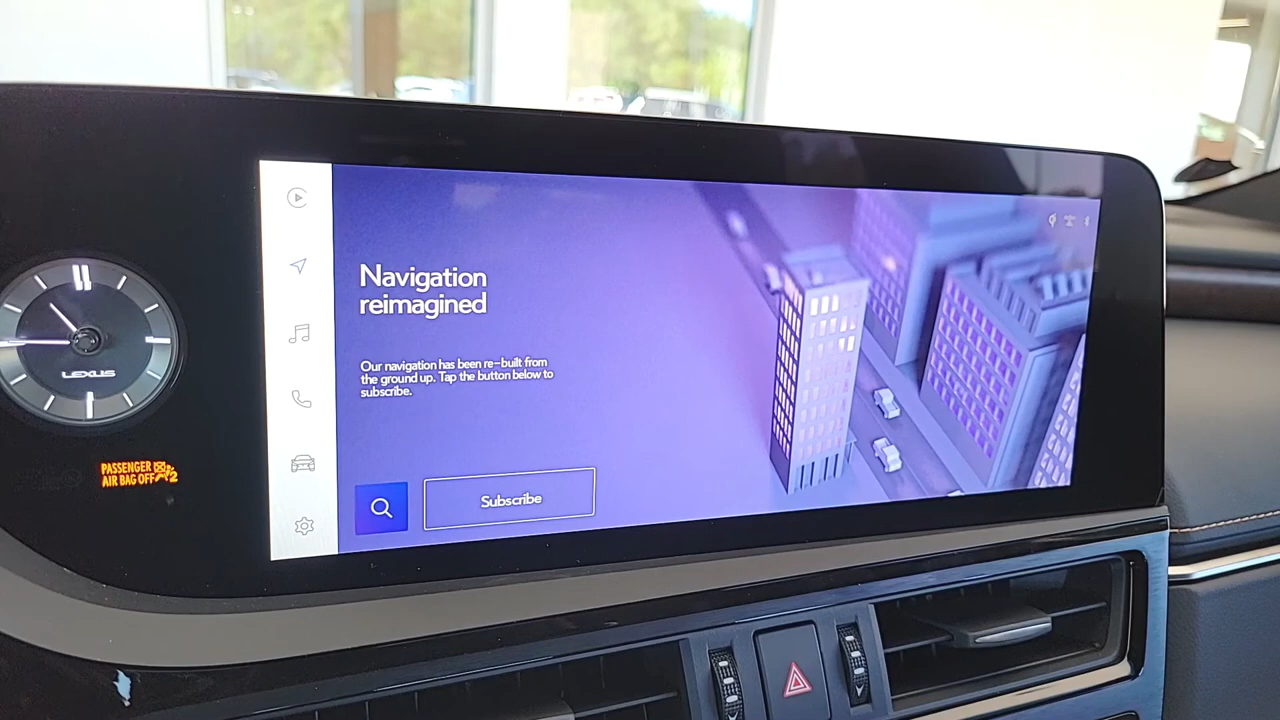 Navigation
reimagined
Our navigation has been re-built from
the ground up. Tap the button below to
subscribe.
Subscribe
LEXUS
PASSENGER
AIR BAG OFF 2